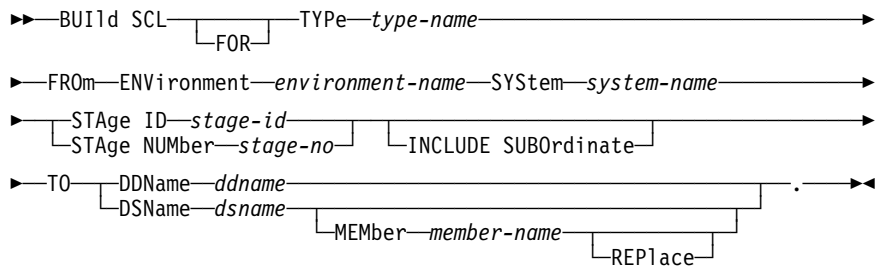 BUIld SCL TYPe type-name
FOR
FROm ENVironment environment-name SYStem system-name
STAge ID stage-id
STAge NUMber stage-no INCLUDE SUBOrdinate
TO DDName ddname .
DSName dsname
MEMber member-name
REPlace